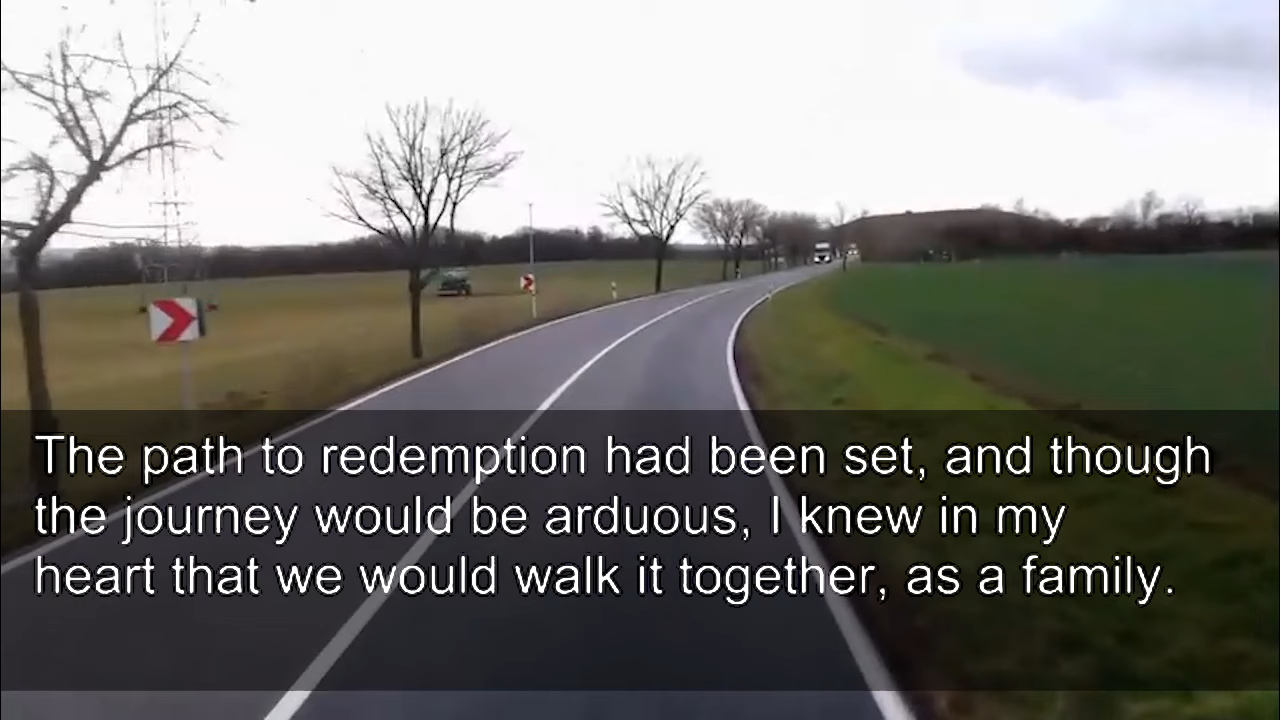 The path to redemption had been set, and though
the journey would be arduous, I knew in my
heart that we would walk it together, as a family.